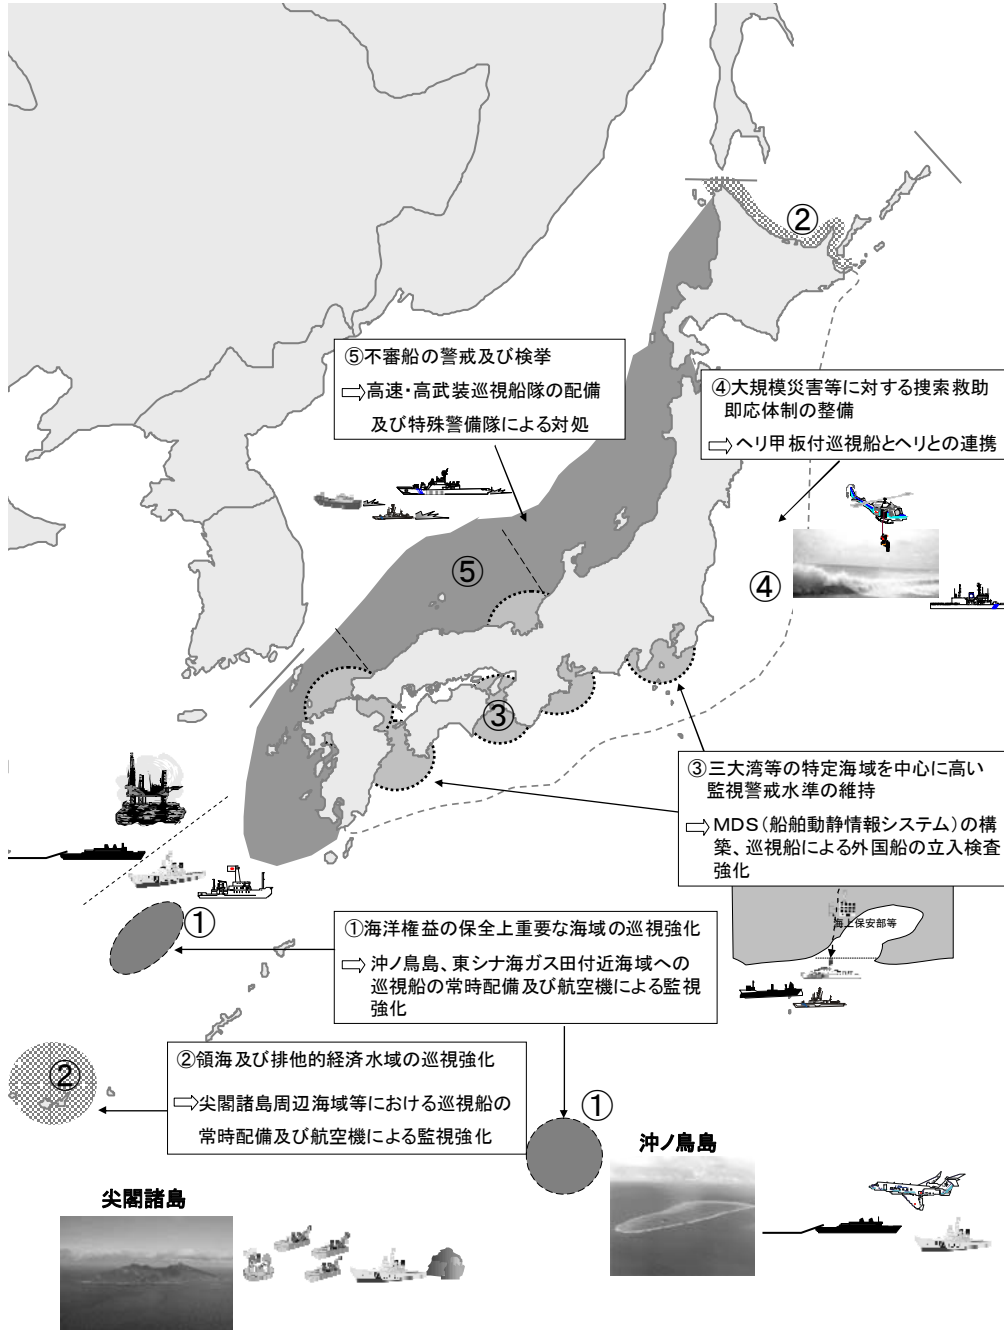 ②
⑤不審船の警戒及び検挙
⇨高速・高武装巡視船隊の配備
及び特殊警備隊による対処
④大規模災害等に対する捜索救助
即応体制の整備
⇨ヘリ甲板付巡視船とヘリとの連携
⑤
④
③
③三大湾等の特定海域を中心に高い
監視警戒水準の維持
⇨MDS(船舶動静情報システム)の構
築、巡視船による外国船の立入検査
強化
海上保安部等
①
①海洋権益の保全上重要な海域の巡視強化
⇨沖ノ鳥島、東シナ海ガス田付近海域への
巡視船の常時配備及び航空機による監視
強化
②
②領海及び排他的経済水域の巡視強化
⇨尖閣諸島周辺海域等における巡視船の
常時配備及び航空機による監視強化
①
沖ノ鳥島
尖閣諸島